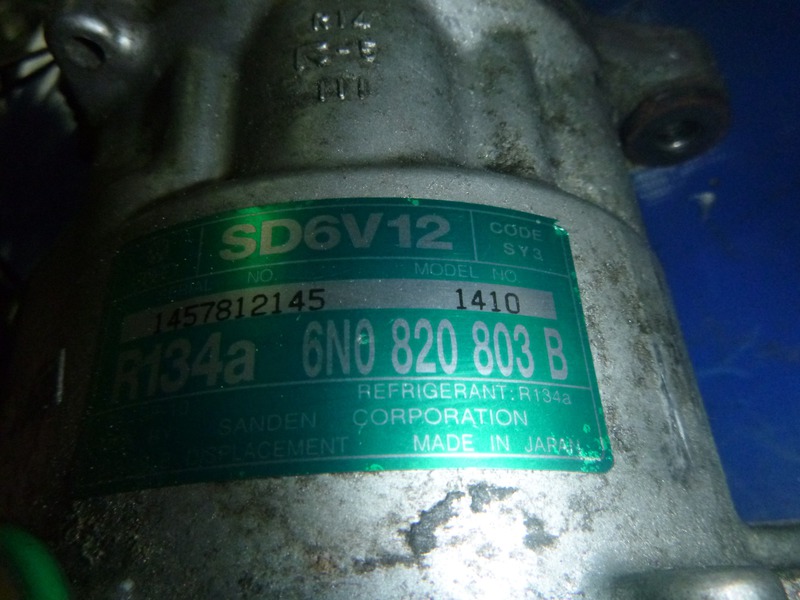 R14
SD6V12
CODE
SY3
NO.
MODEL NO
1457812145 1410
R134a 6N0 820 803 B
REFRIGERANT: R134a
SANDEN CORPORATION
DISPLACEMENT MADE IN JAPAN